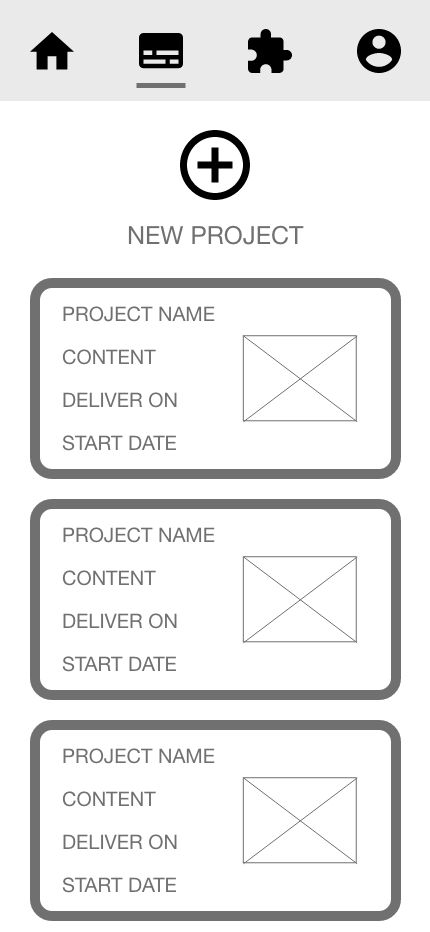 NEW PROJECT
PROJECT NAME
CONTENT
DELIVER ON
START DATE
PROJECT NAME
CONTENT
DELIVER ON
START DATE
PROJECT NAME
CONTENT
DELIVER ON
START DATE